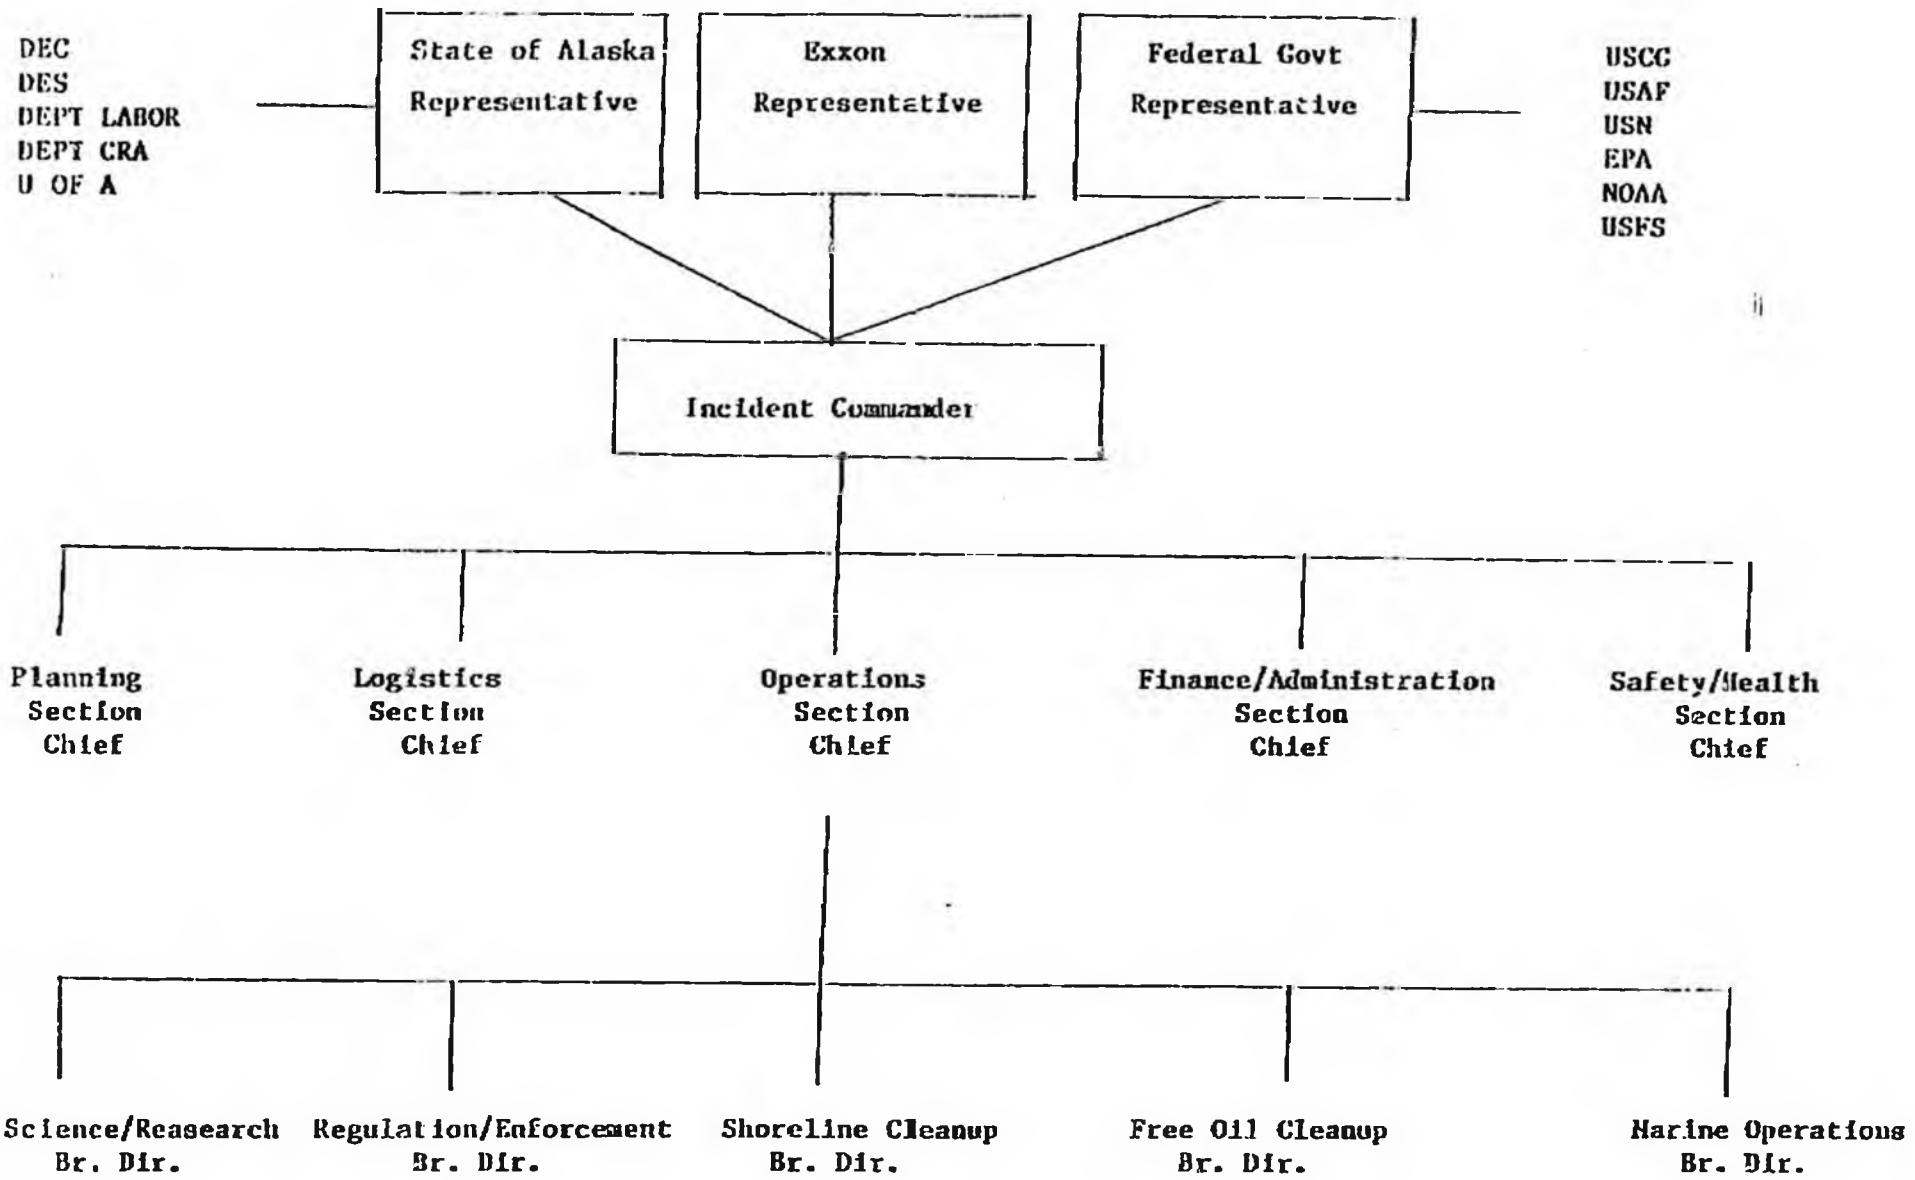 DEC
DES
DEPT LABOR
DEPT CRA
U OF A
State of Alaska
Representative
Exxon
Representative
Federal Govt
Representative
USCG
USAF
USN
EPA
NOAA
USFS
Incident Commander
Planning
Section
Chief
Logistics
Section
Chief
Operations
Section
Chief
Finance/Administration
Section
Chief
Safety/Health
Section
Chief
Science/Reasearch
Br. Dir.
Regulation/Enforcement
Br. Dir.
Shoreline Cleanup
Br. Dir.
Free Oil Cleanup
Br. Dir.
Marine Operations
Br. Dir.